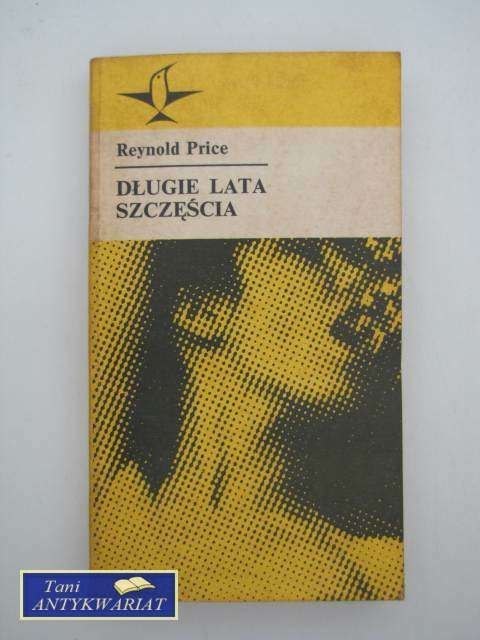 Reynold Price
DŁUGIE LATA
SZCZĘŚCIA
Tani
ANTYKWARIAT